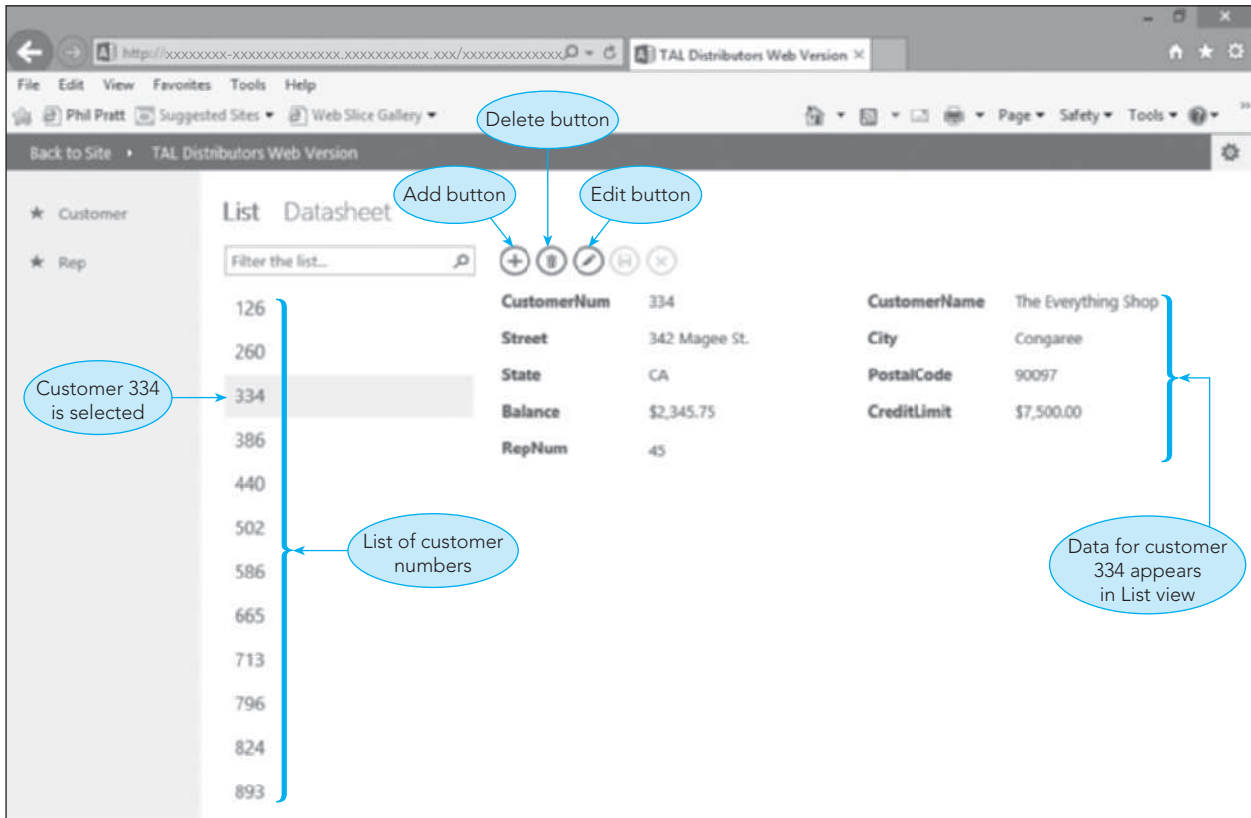 http://xxxxxxxx-xxxxxxxxxxxxxx.xxxxxxxxxxx.xxx/xxxxxxxxxxxxx
TAL Distributors Web Version
File Edit View Favorites Tools Help
Phil Pratt Suggested Sites Web Slice Gallery
Page Safety Tools
Back to Site TAL Distributors Web Version
Delete button
Add button
Edit button
Customer
Rep
List Datasheet
Filter the list...
CustomerNum 334 CustomerName The Everything Shop
Street 342 Magee St. City Congaree
State CA PostalCode 90097
Balance $2,345.75 CreditLimit $7,500.00
RepNum 45
126
260
334
386
440
502
586
665
713
796
824
893
Customer 334
is selected
List of customer
numbers
Data for customer
334 appears
in List view